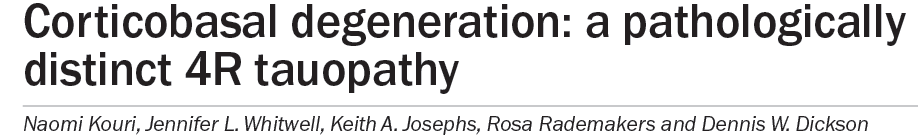 Corticobasal degeneration: a pathologically
distinct 4R tauopathy
Naomi Kouri, Jennifer L. Whitwell, Keith A. Josephs, Rosa Rademakers and Dennis W. Dickson